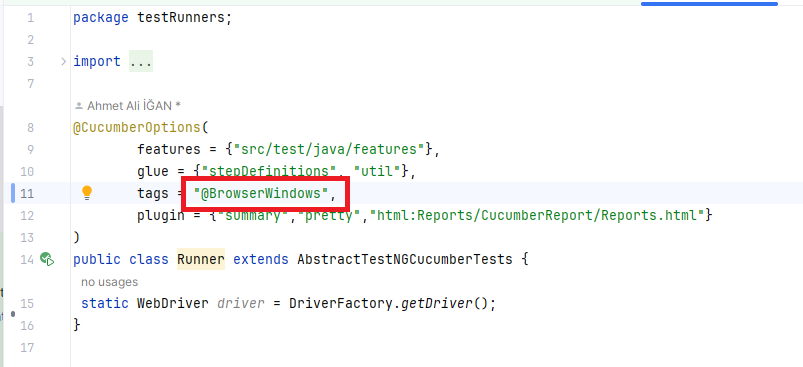 1 package testRunners;
2
3 import ...
7
Ahmet Ali İĞAN *
8 @CucumberOptions(
9 features = {"src/test/java/features"},
10 glue = {"stepDefinitions", "util"},
11 tags = "@BrowserWindows",
12 plugin = {"summary","pretty","html:Reports/CucumberReport/Reports.html"}
13 )
14 public class Runner extends AbstractTestNGCucumberTests {
no usages
15 static WebDriver driver = DriverFactory.getDriver();
16 }
17